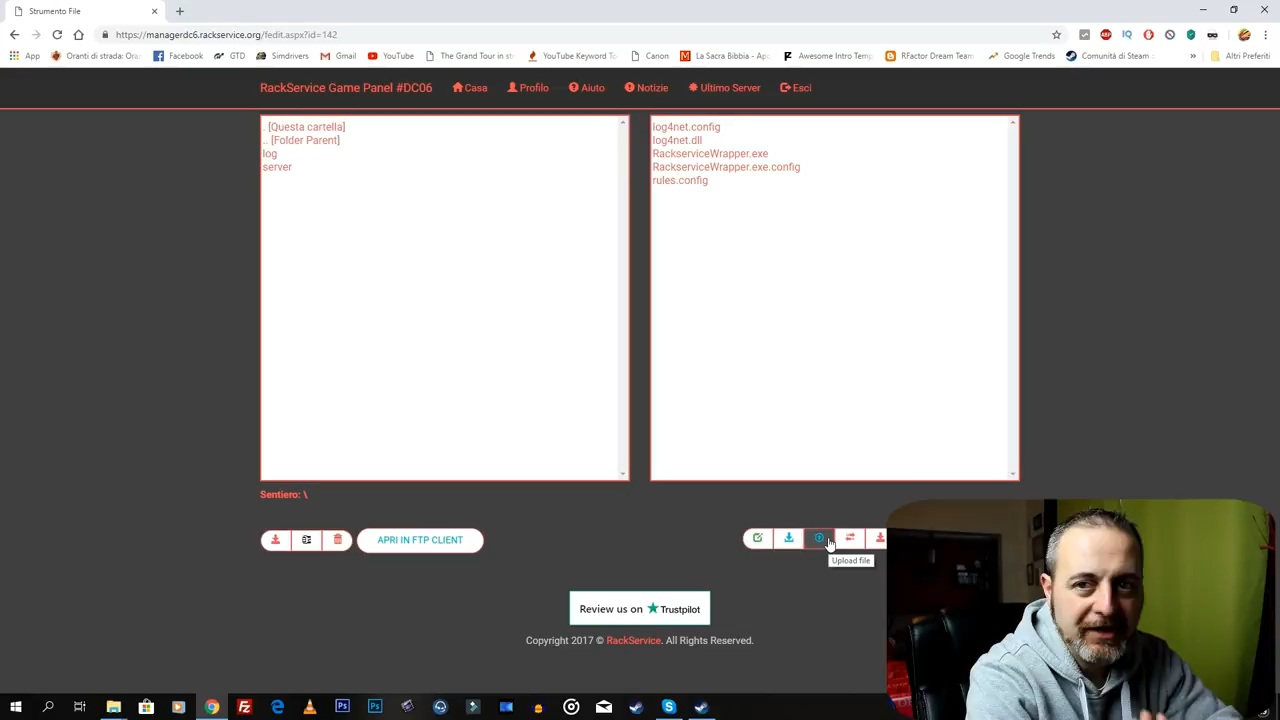 Strumento File
https://managerdc6.rackservice.org/fedit.aspx?id=142
App
Oranti di strada: Ora
Facebook
GTD
Simdrivers
Gmail
YouTube
The Grand Tour in st
YouTube Keyword To
Canon
La Sacra Bibbia - Ap
Awesome Intro Temp
RFactor Dream Team
Google Trends
Comunità di Steam
Altri Preferiti
RackService Game Panel #DC06
Casa
Profilo
Aiuto
Notizie
Ultimo Server
Esci
. [Questa cartella]
.. [Folder Parent]
log
server
log4net.config
log4net.dll
RackserviceWrapper.exe
RackserviceWrapper.exe.config
rules.config
Sentiero: \
APRI IN FTP CLIENT
Upload file
Review us on Trustpilot
Copyright 2017 © RackService. All Rights Reserved.